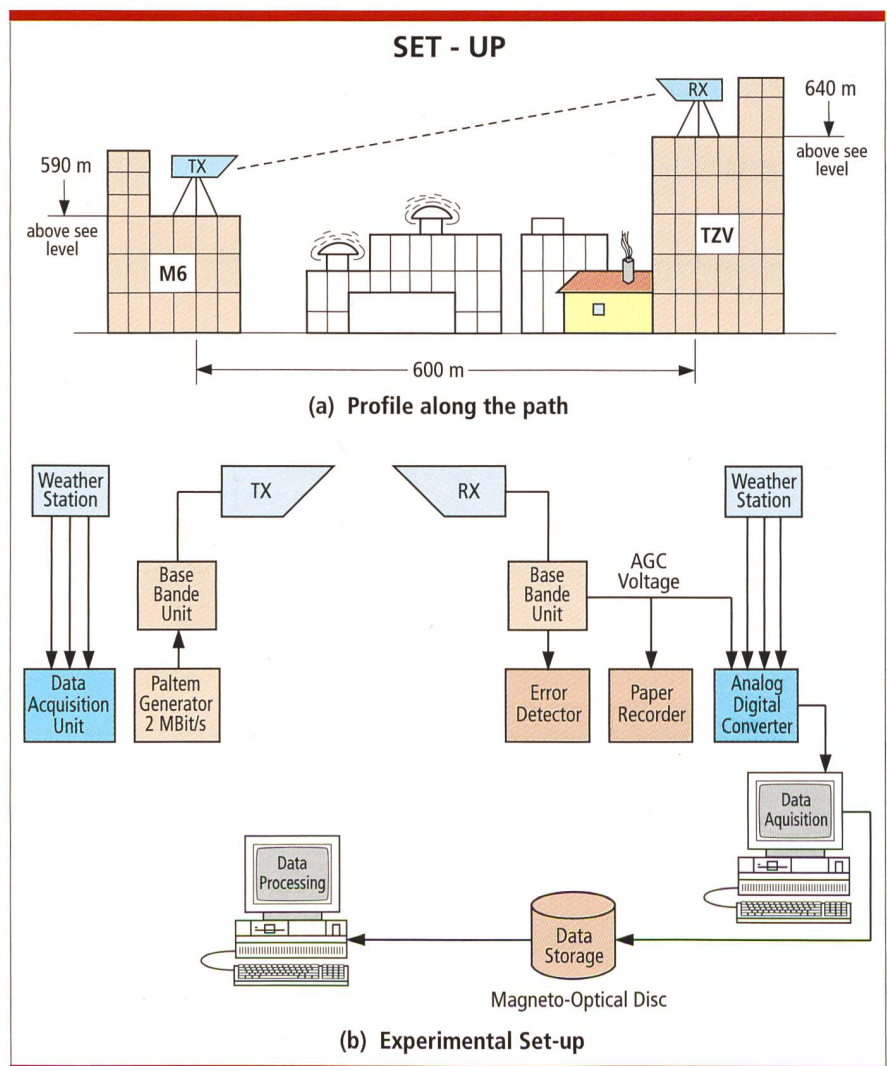 SET - UP
RX
640 m
590 m
TX
above see
level
above see
level
TZV
M6
600 m
(a) Profile along the path
Weather
Station
TX
RX
Weather
Station
Base
Bande
Unit
Base
Bande
Unit
AGC
Voltage
Data
Acquisition
Unit
Paltem
Generator
2 MBit/s
Error
Detector
Paper
Recorder
Analog
Digital
Converter
Data
Aquisition
Data
Processing
Data
Storage
Magneto-Optical Disc
(b) Experimental Set-up